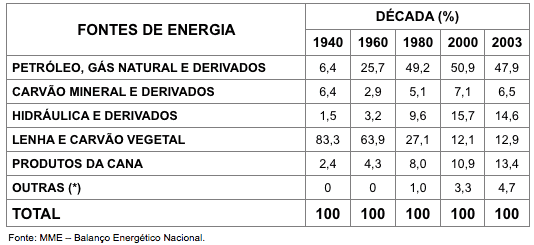 FONTES DE ENERGIA DÉCADA (%)
1940 1960 1980 2000 2003
PETRÓLEO, GÁS NATURAL E DERIVADOS 6,4 25,7 49,2 50,9 47,9
CARVÃO MINERAL E DERIVADOS 6,4 2,9 5,1 7,1 6,5
HIDRÁULICA E DERIVADOS 1,5 3,2 9,6 15,7 14,6
LENHA E CARVÃO VEGETAL 83,3 63,9 27,1 12,1 12,9
PRODUTOS DA CANA 2,4 4,3 8,0 10,9 13,4
OUTRAS (*) 0 0 1,0 3,3 4,7
TOTAL 100 100 100 100 100
Fonte: MME – Balanço Energético Nacional.